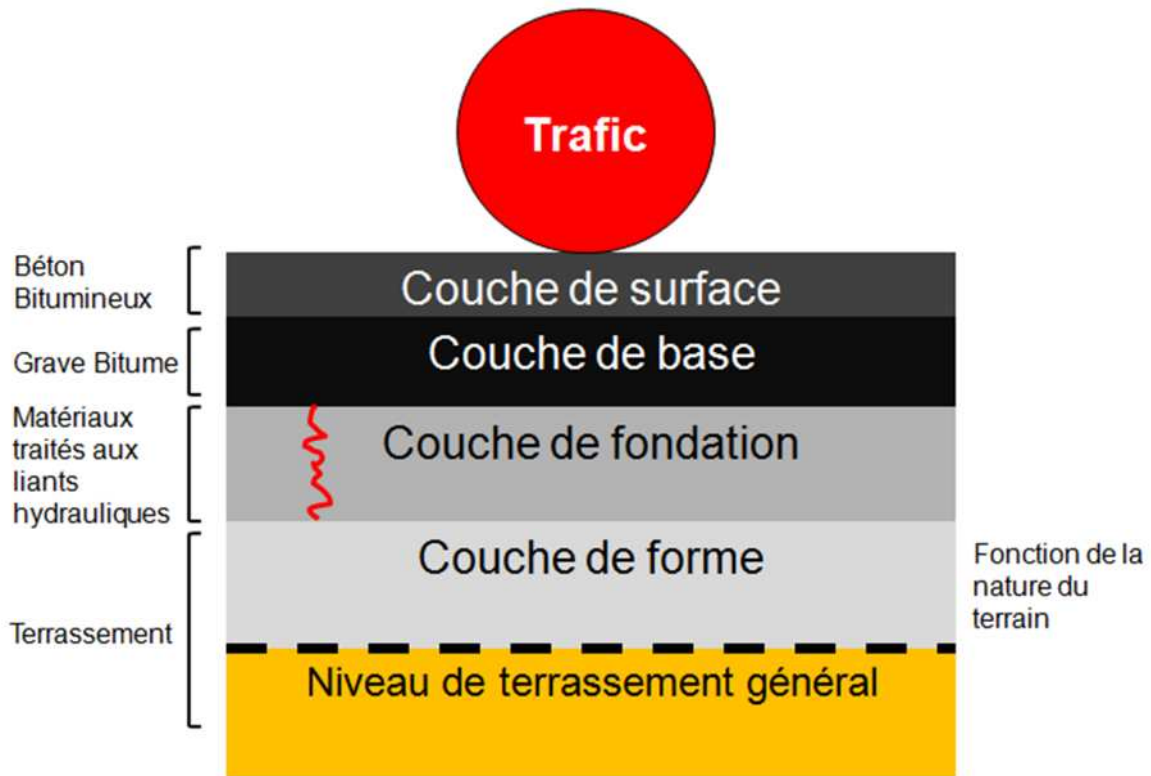 Trafic
Béton
Bitumineux
Couche de surface
Grave Bitume
Couche de base
Matériaux
traités aux
liants
hydrauliques
Couche de fondation
Couche de forme
Fonction de la
nature du
terrain
Terrassement
Niveau de terrassement général